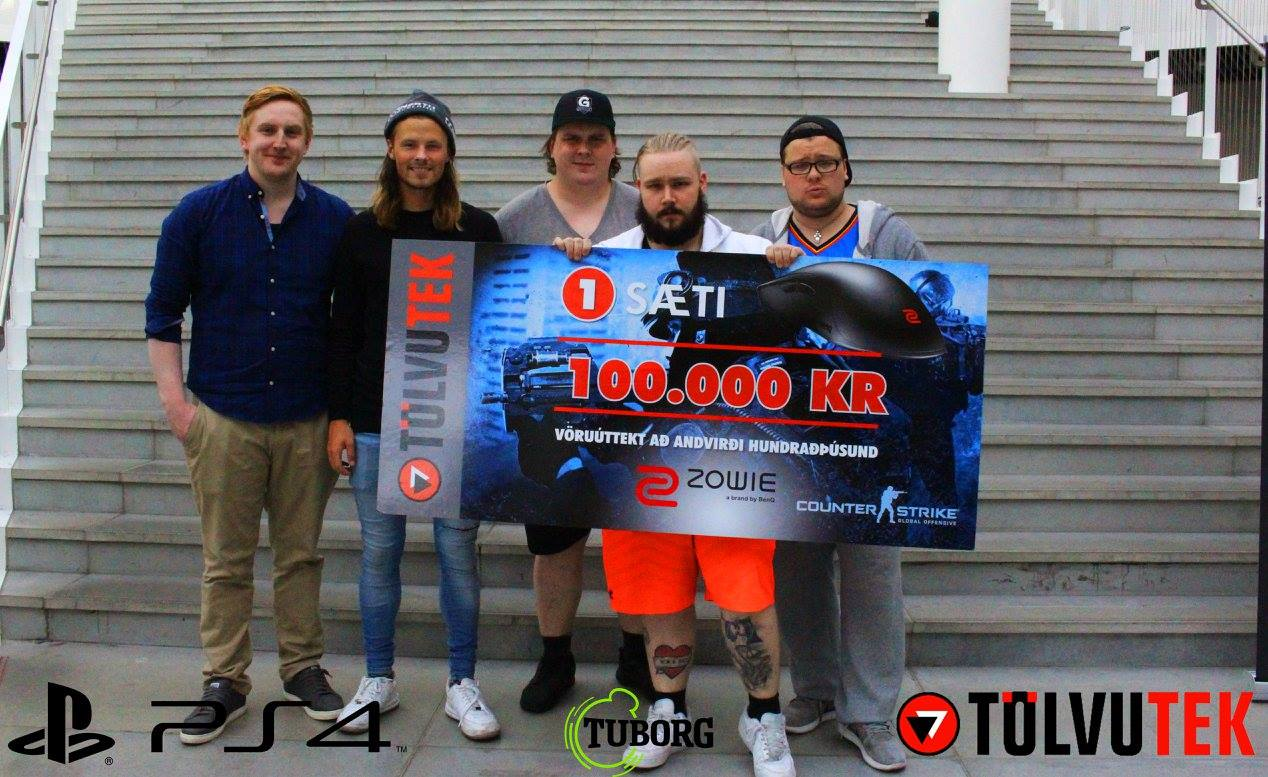 TÖLVUTEK
1 SÆTI
100.000 KR
VÖRUÚTTEKT AÐ ANDVIRÐI HUNDRAÐÞÚSUND
ZOWIE
a brand by BenQ
COUNTER STRIKE
GLOBAL OFFENSIVE
G
PS4™
®
TUBORG
TÖLVUTEK